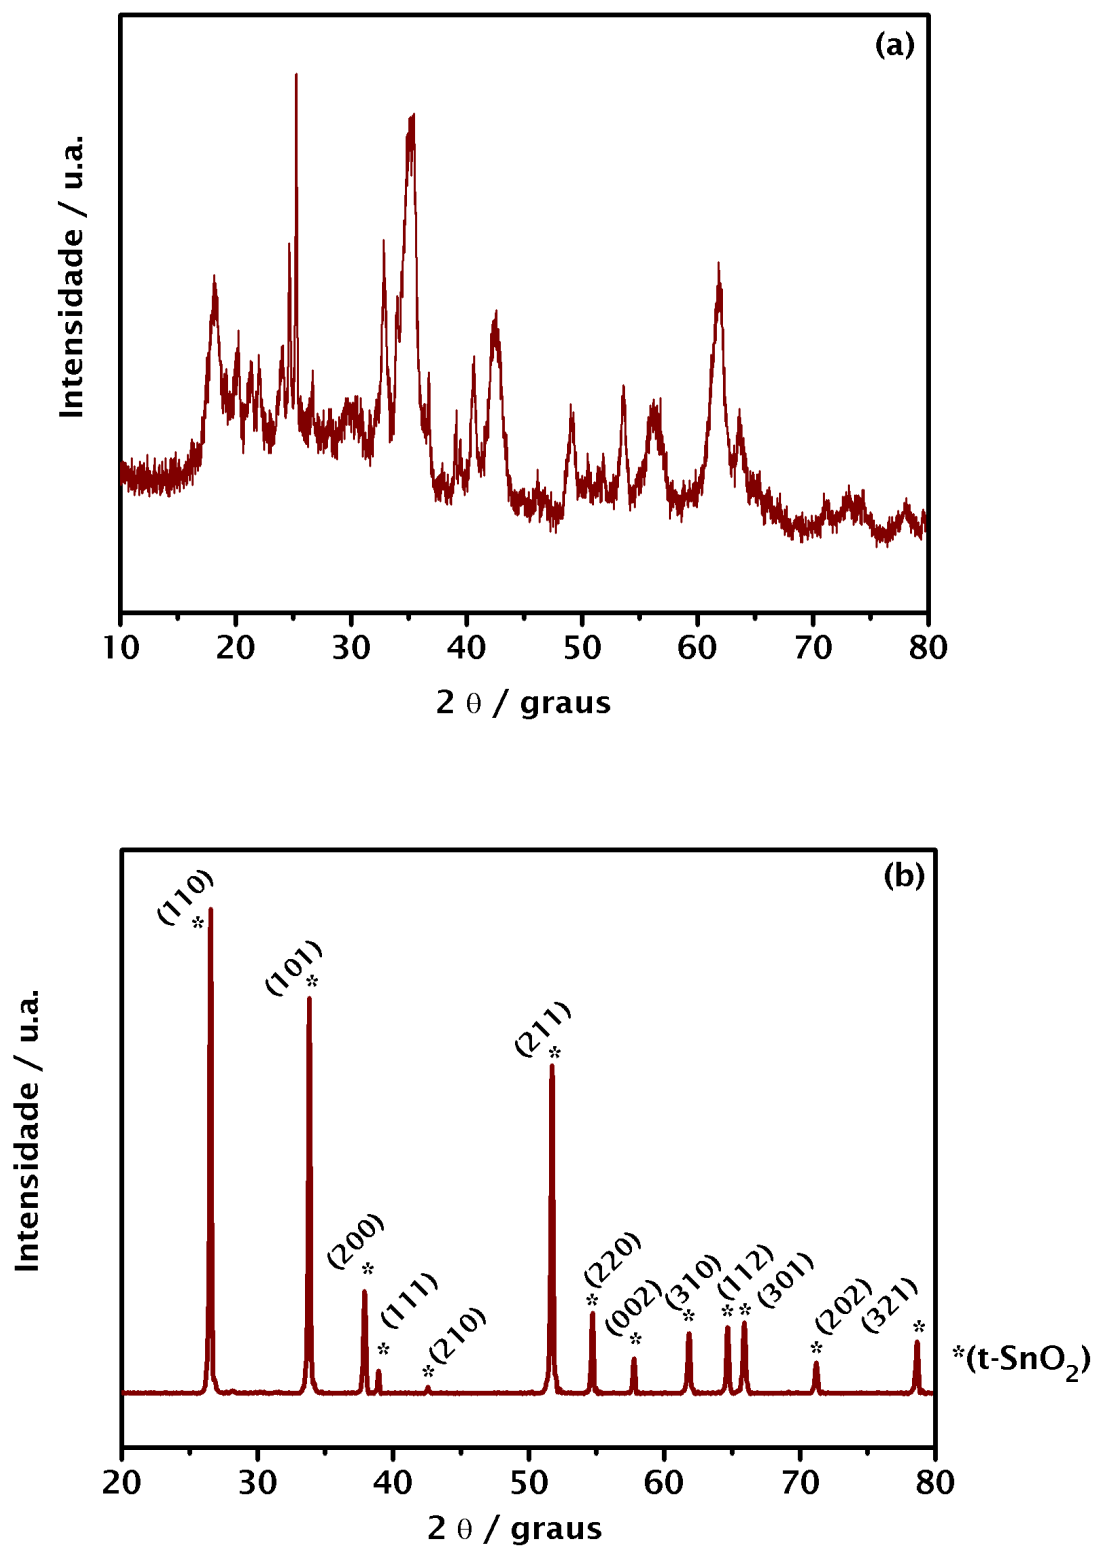 (a)
Intensidade / u.a.
10 20 30 40 50 60 70 80
2 θ / graus
(b)
Intensidade / u.a.
(110)
*
(101)
*
(200)
*
(111)
*
(210)
*
(211)
*
(220)
*
(002)
*
(310)
*
(112)
*
(301)
*
(202)
*
(321)
*
*(t-SnO₂)
20 30 40 50 60 70 80
2 θ / graus